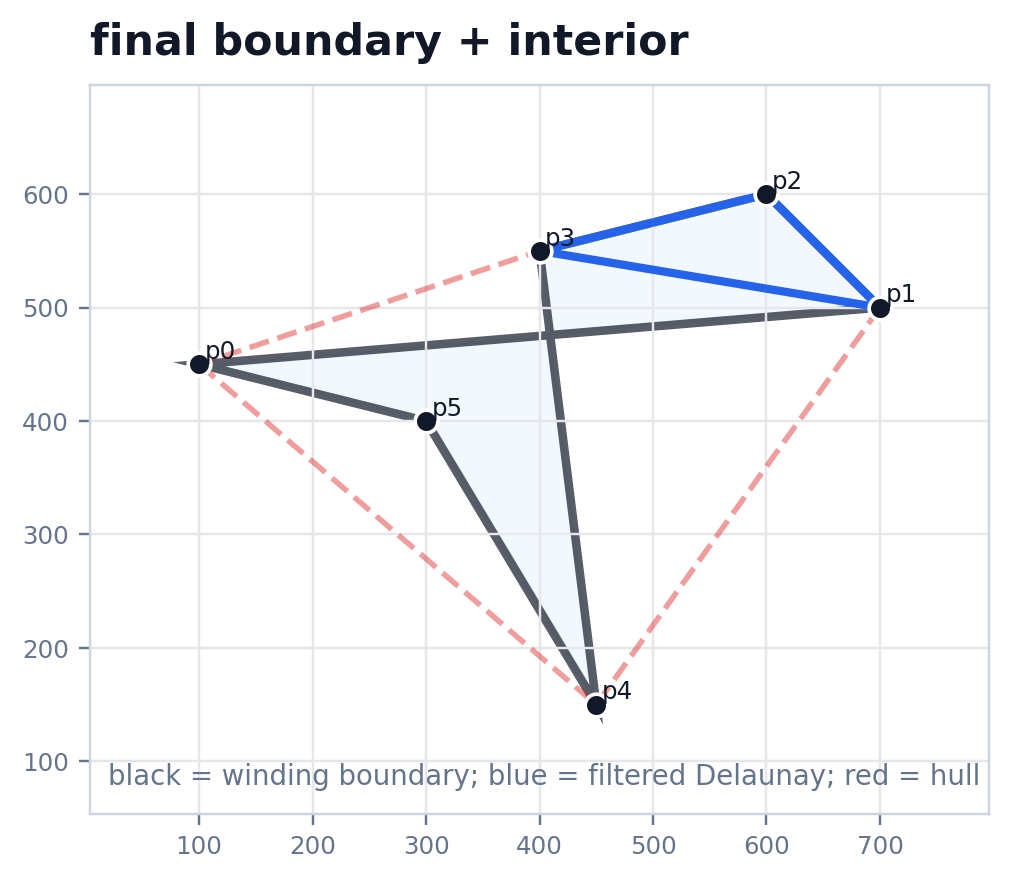 final boundary + interior
600
500
400
300
200
100
p2
p3
p1
p0
p5
p4
black = winding boundary; blue = filtered Delaunay; red = hull
100 200 300 400 500 600 700